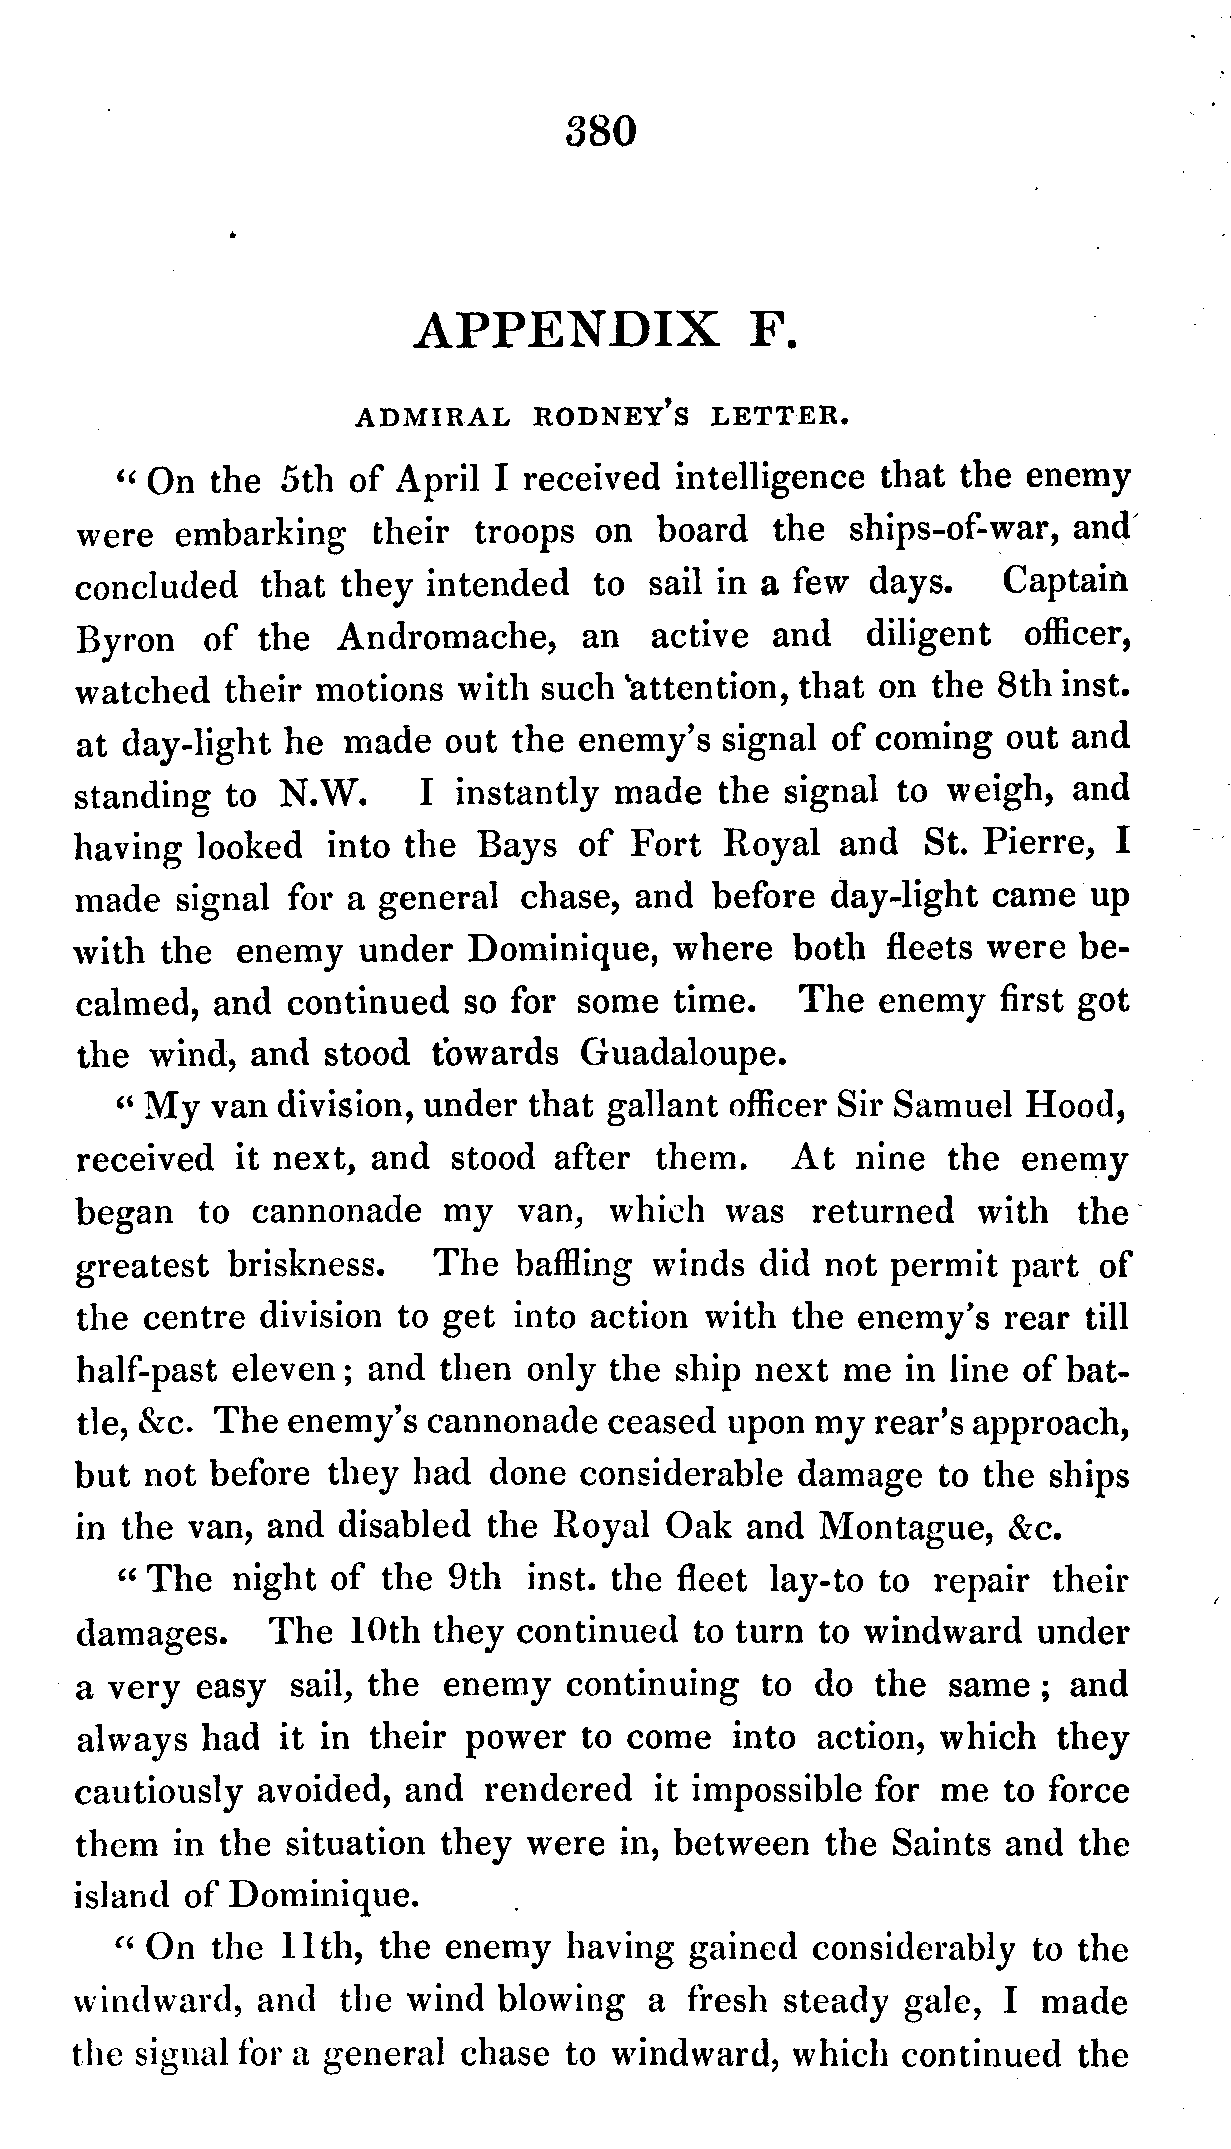 380
APPENDIX F.
ADMIRAL RODNEY'S LETTER.
“ On the 5th of April I received intelligence that the enemy
were embarking their troops on board the ships-of-war, and
concluded that they intended to sail in a few days. Captain
Byron of the Andromache, an active and diligent officer,
watched their motions with such attention, that on the 8th inst.
at day-light he made out the enemy's signal of coming out and
standing to N.W. I instantly made the signal to weigh, and
having looked into the Bays of Fort Royal and St. Pierre, I
made signal for a general chase, and before day-light came up
with the enemy under Dominique, where both fleets were be-
calmed, and continued so for some time. The enemy first got
the wind, and stood towards Guadaloupe.
“ My van division, under that gallant officer Sir Samuel Hood,
received it next, and stood after them. At nine the enemy
began to cannonade my van, which was returned with the
greatest briskness. The baffling winds did not permit part of
the centre division to get into action with the enemy's rear till
half-past eleven; and then only the ship next me in line of bat-
tle, &c. The enemy's cannonade ceased upon my rear's approach,
but not before they had done considerable damage to the ships
in the van, and disabled the Royal Oak and Montague, &c.
“ The night of the 9th inst. the fleet lay-to to repair their
damages. The 10th they continued to turn to windward under
a very easy sail, the enemy continuing to do the same; and
always had it in their power to come into action, which they
cautiously avoided, and rendered it impossible for me to force
them in the situation they were in, between the Saints and the
island of Dominique.
“ On the 11th, the enemy having gained considerably to the
windward, and the wind blowing a fresh steady gale, I made
the signal for a general chase to windward, which continued the